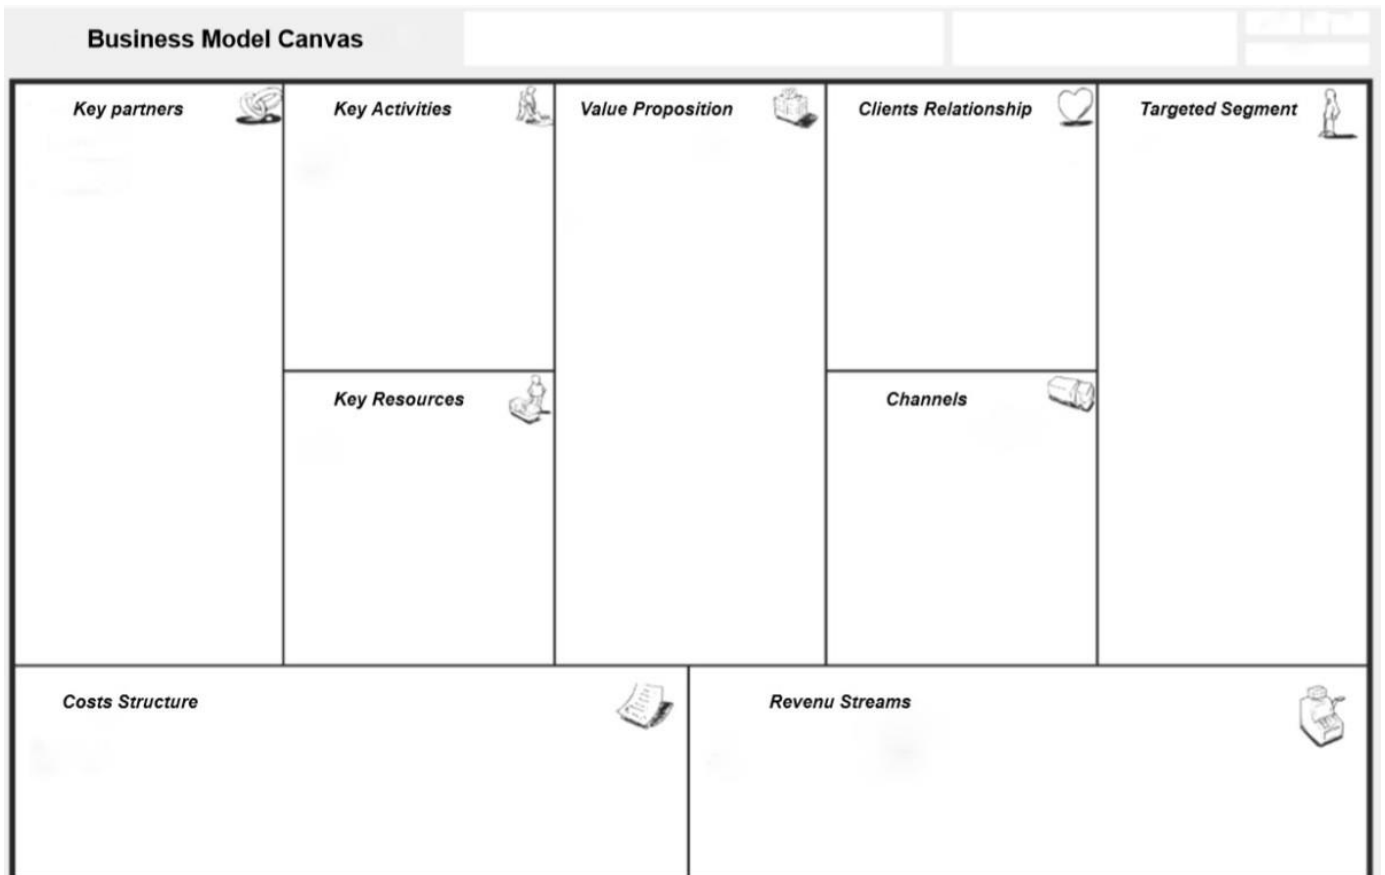 Business Model Canvas
Key partners
Key Activities
Value Proposition
Clients Relationship
Targeted Segment
Key Resources
Channels
Costs Structure
Revenu Streams